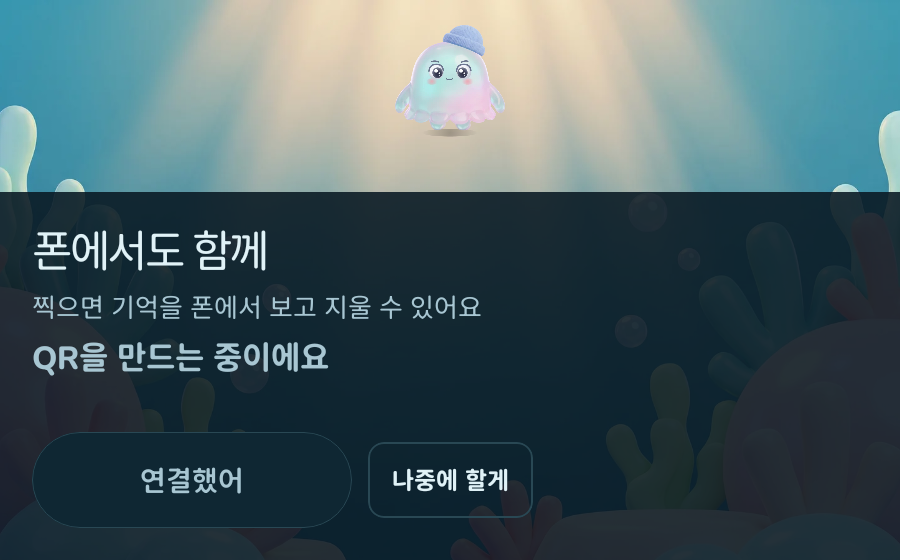 폰에서도 함께
찍으면 기억을 폰에서 보고 지울 수 있어요
QR을 만드는 중이에요
연결했어
나중에 할게